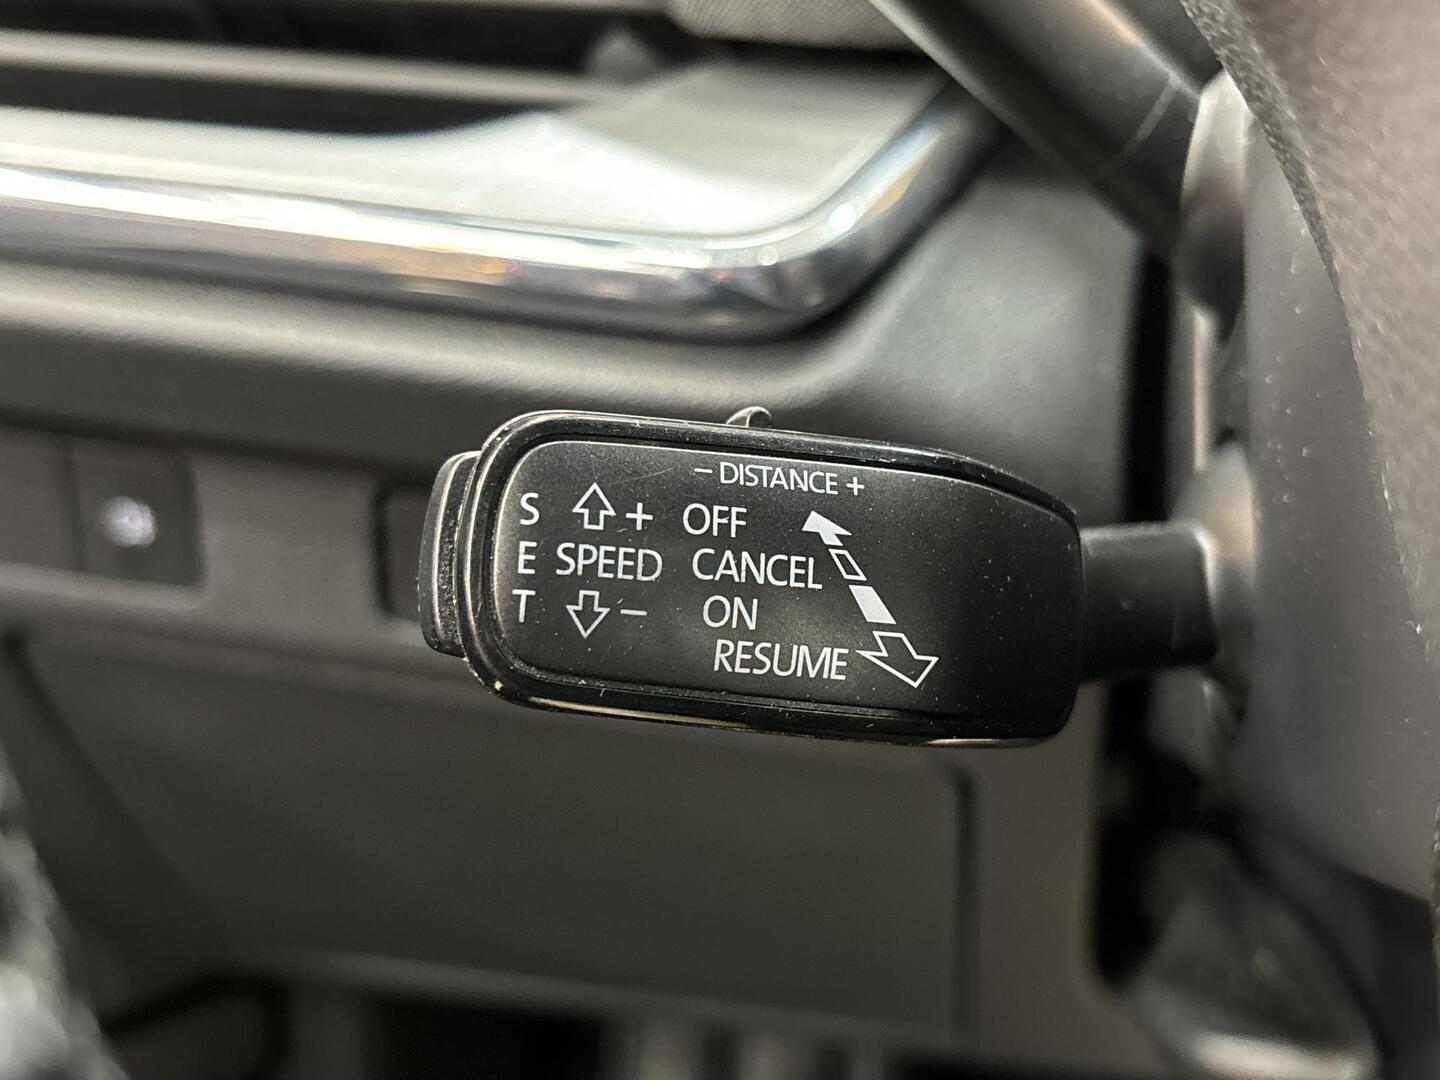 - DISTANCE +
S + OFF
E SPEED CANCEL
T - ON
RESUME